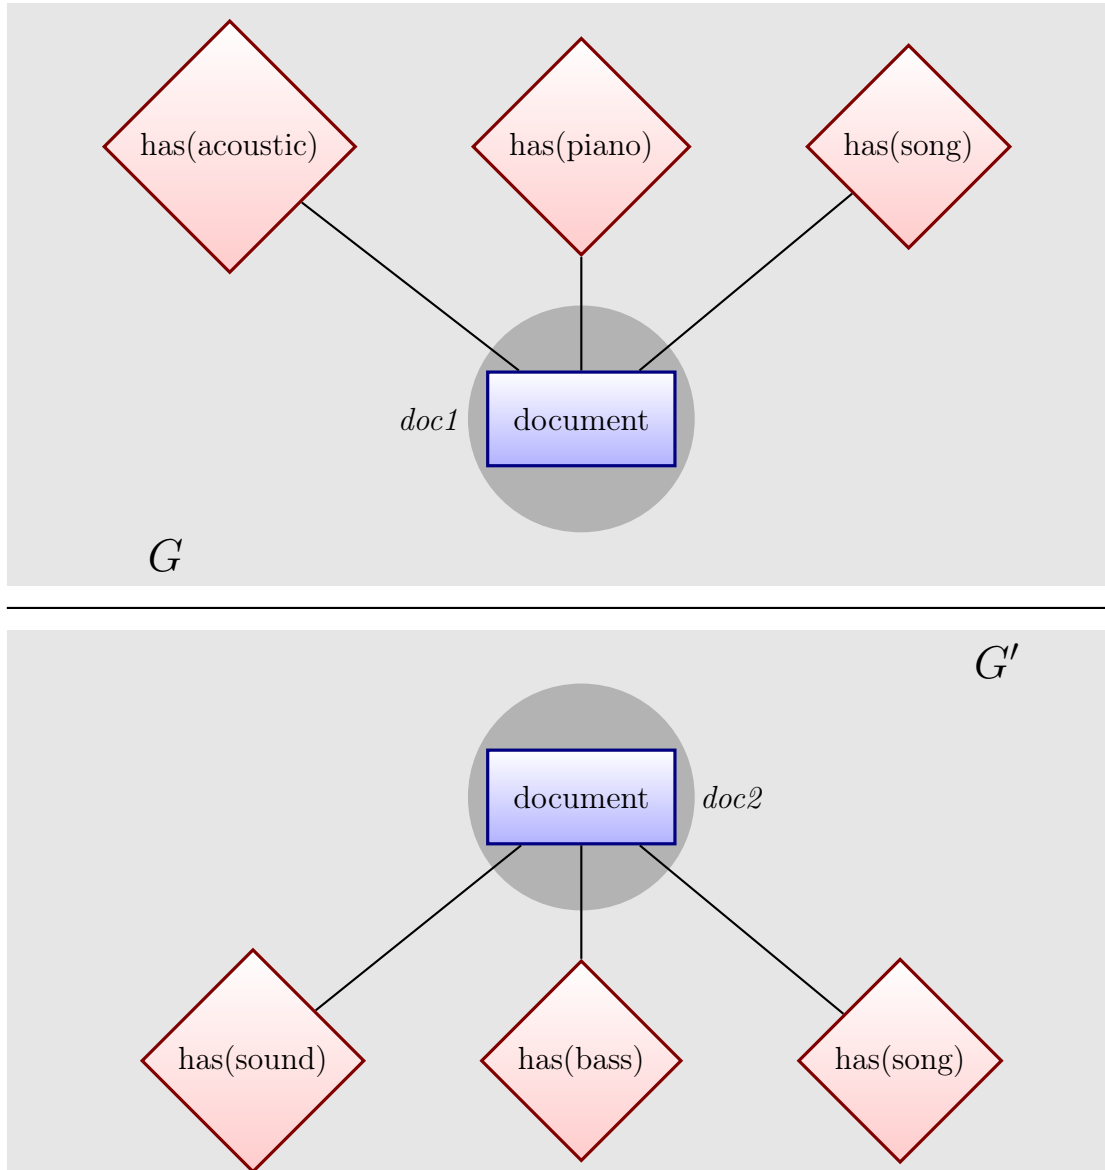 has(acoustic) has(piano) has(song)
doc1 document
G
G′
document doc2
has(sound) has(bass) has(song)